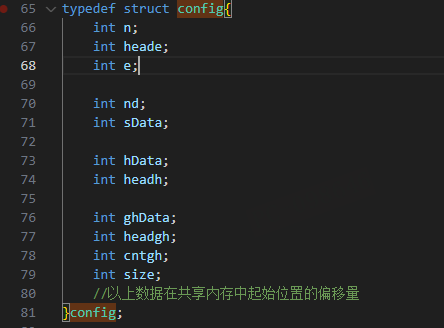 65 typedef struct config{
66 int n;
67 int heade;
68 int e;
69
70 int nd;
71 int sData;
72
73 int hData;
74 int headh;
75
76 int ghData;
77 int headgh;
78 int cntgh;
79 int size;
80 //以上数据在共享内存中起始位置的偏移量
81 }config;